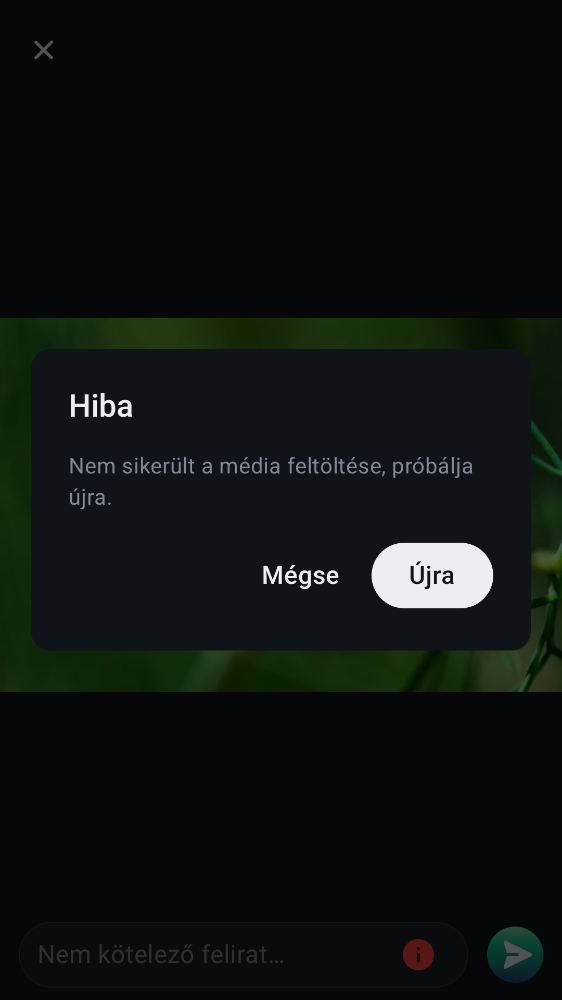 Hiba
Nem sikerült a média feltöltése, próbálja
újra.
Mégse
Újra
Nem kötelező felirat…